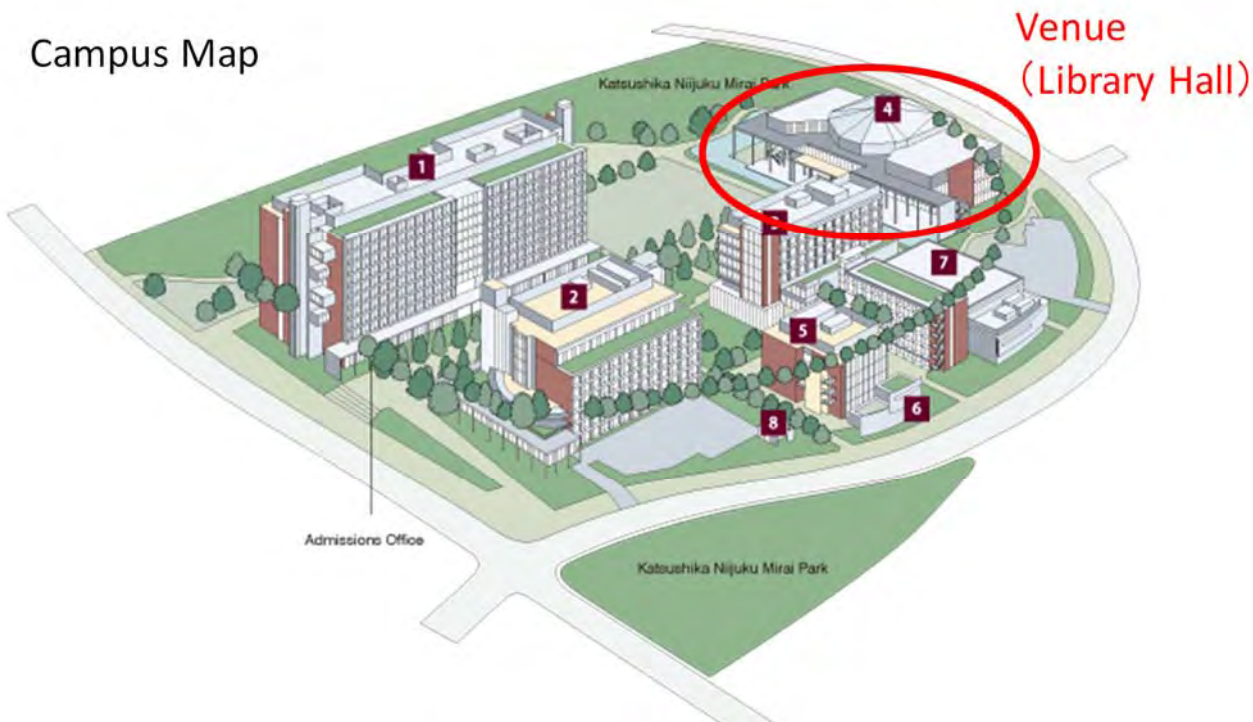 Campus Map
Venue
（Library Hall）
Katsushika Niijuku Mirai Park
4
1
7
2
5
6
8
Admissions Office
Katsushika Niijuku Mirai Park